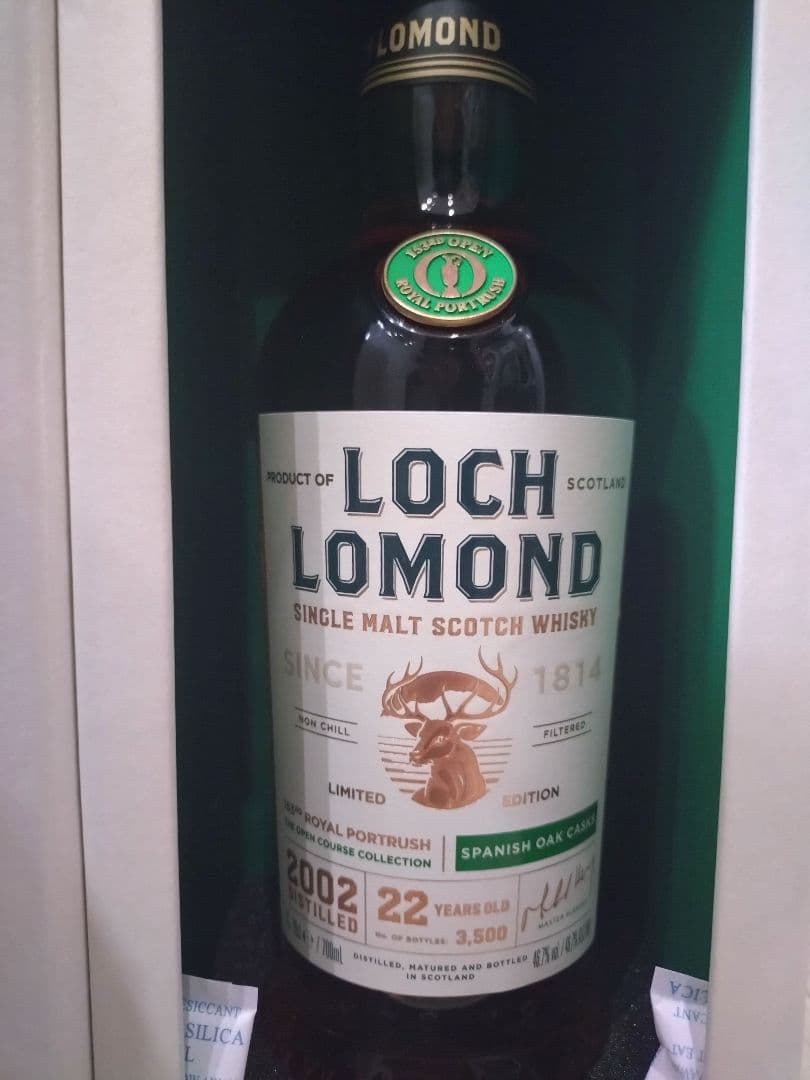 LOMOND
153RD OPEN
ROYAL PORTRUSH
PRODUCT OF LOCH SCOTLAND
LOMOND
SINGLE MALT SCOTCH WHISKY
SINCE 1814
NON CHILL FILTERED
LIMITED EDITION
153RD ROYAL PORTRUSH
THE OPEN COURSE COLLECTION
SPANISH OAK CASKS
2002
DISTILLED
22 YEARS OLD
No. OF BOTTLES: 3,500
MASTER BLENDER
700ml
DISTILLED, MATURED AND BOTTLED
IN SCOTLAND
SILICA